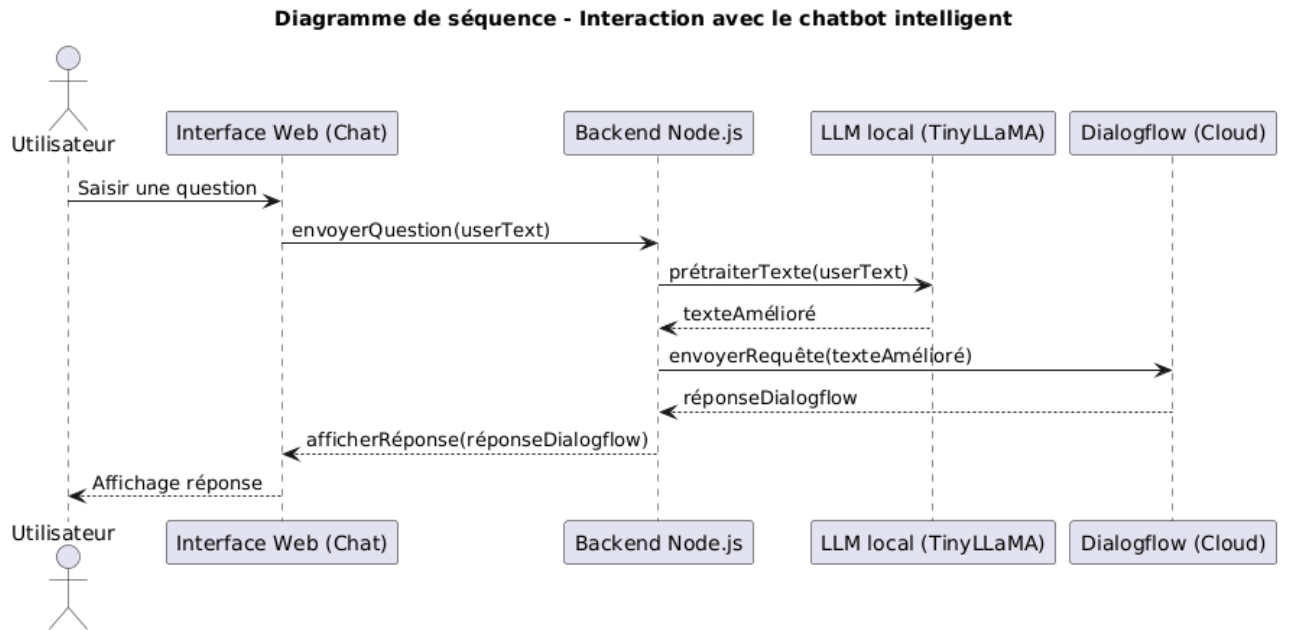 Diagramme de séquence - Interaction avec le chatbot intelligent
Utilisateur
Interface Web (Chat)
Backend Node.js
LLM local (TinyLLaMA)
Dialogflow (Cloud)
Saisir une question
envoyerQuestion(userText)
prétraiterTexte(userText)
texteAmélioré
envoyerRequête(texteAmélioré)
réponseDialogflow
afficherRéponse(réponseDialogflow)
Affichage réponse
Utilisateur
Interface Web (Chat)
Backend Node.js
LLM local (TinyLLaMA)
Dialogflow (Cloud)